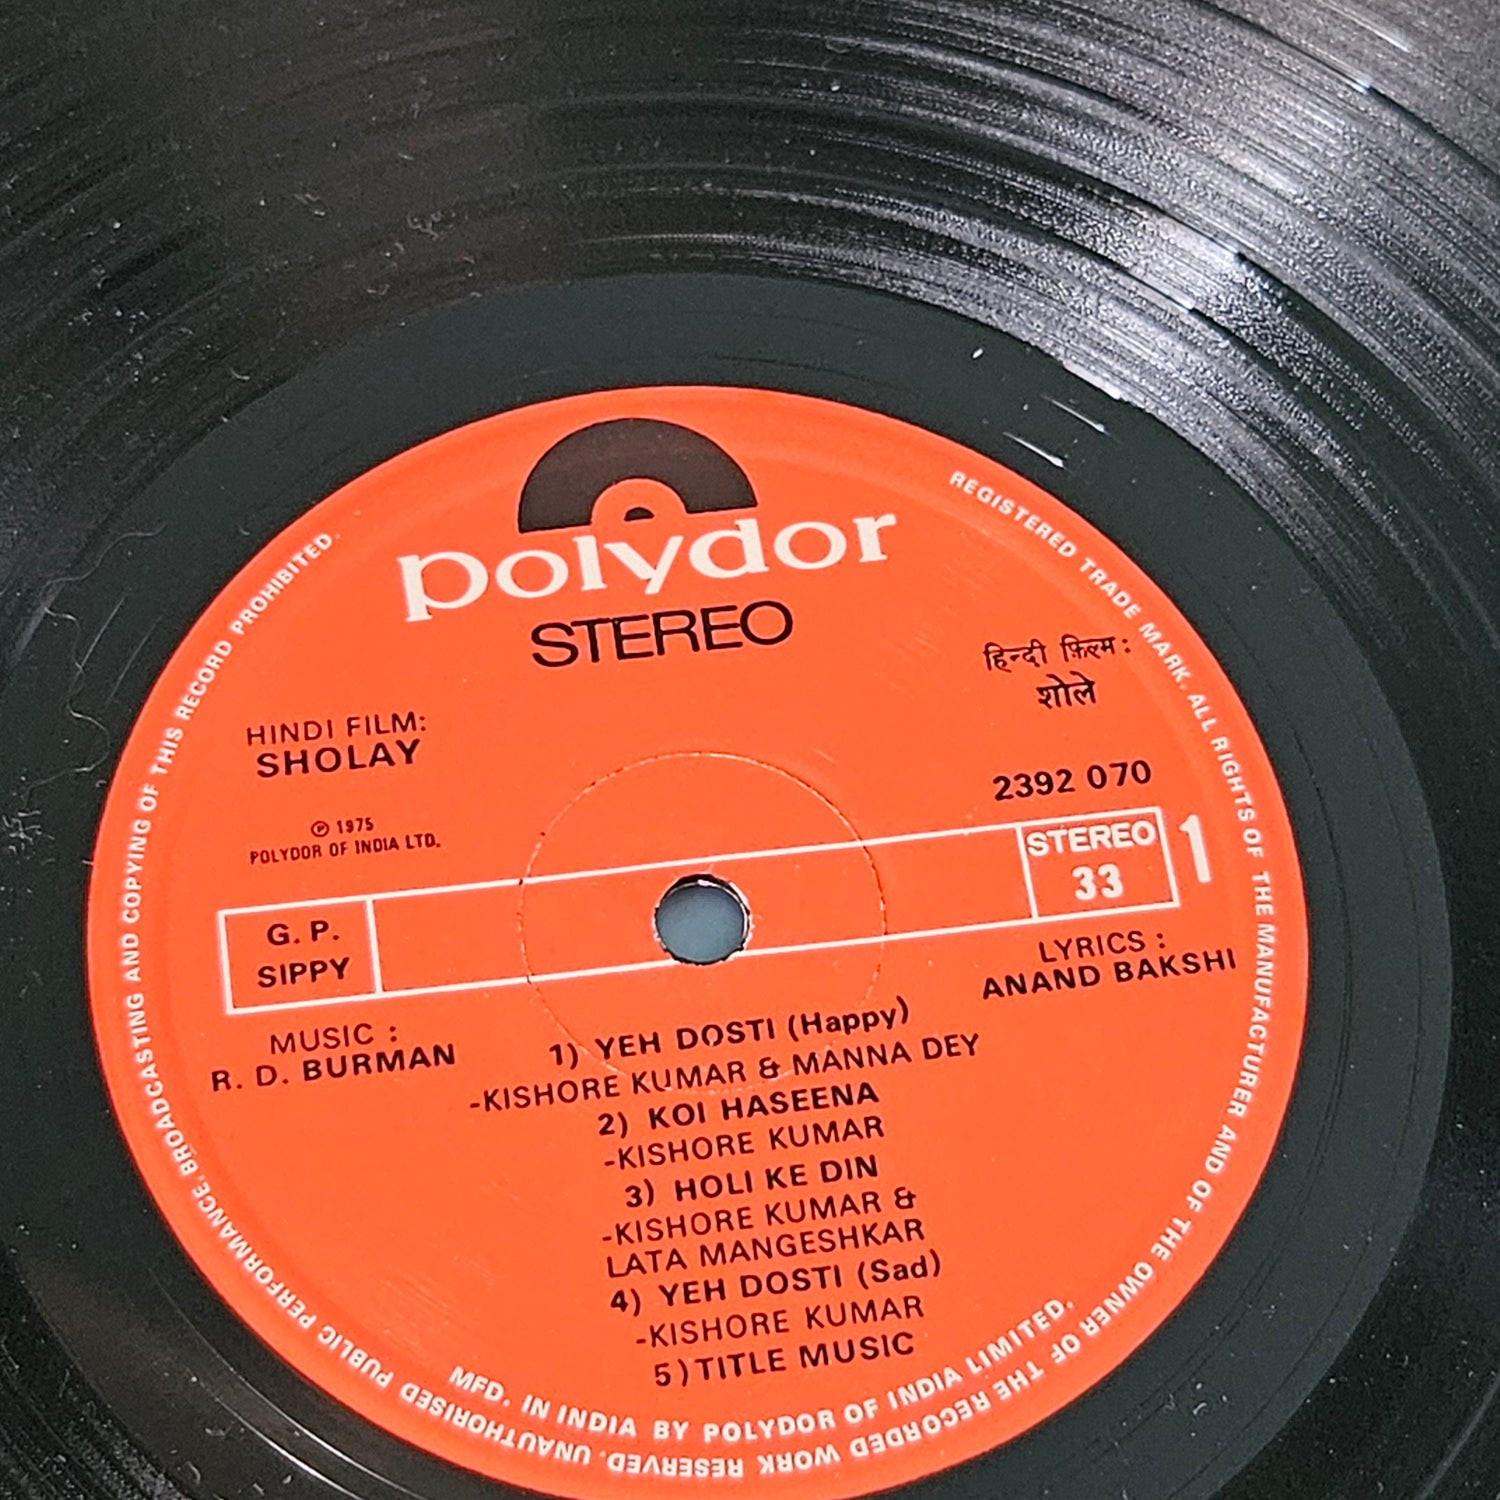 polydor
STEREO
HINDI FILM:
SHOLAY
℗ 1975
POLYDOR OF INDIA LTD.
हिन्दी फ़िल्म :
शोले
2392 070
STEREO
33
1
G. P.
SIPPY
MUSIC :
R. D. BURMAN
LYRICS :
ANAND BAKSHI
1) YEH DOSTI (Happy)
-KISHORE KUMAR & MANNA DEY
2) KOI HASEENA
-KISHORE KUMAR
3) HOLI KE DIN
-KISHORE KUMAR &
LATA MANGESHKAR
4) YEH DOSTI (Sad)
-KISHORE KUMAR
5) TITLE MUSIC
MFD. IN INDIA BY POLYDOR OF INDIA LIMITED.
REGISTERED TRADE MARK. ALL RIGHTS OF THE MANUFACTURER AND OF THE OWNER OF THE RECORDED WORK RESERVED. UNAUTHORISED PUBLIC PERFORMANCE, BROADCASTING AND COPYING OF THIS RECORD PROHIBITED.